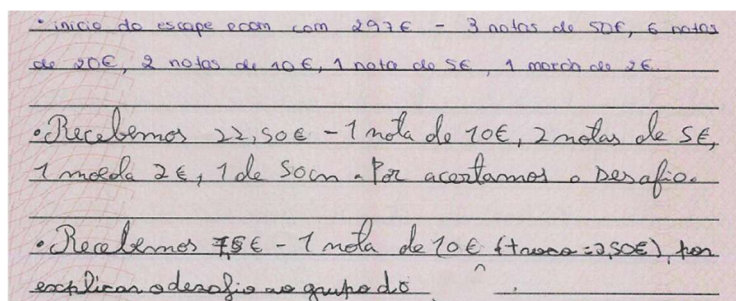 • inicio do escape room com 297€ - 3 notas de 50€, 6 notas
de 20€, 2 notas de 10€, 1 nota de 5€, 1 moeda de 2€.
• Recebemos 22,50€ - 1 nota de 10€, 2 notas de 5€,
1 moeda 2€, 1 de 50cn. Por acertamos o Desafio.
• Recebemos 7,5€ - 1 nota de 10€ (troco = 2,50€), por
explicar o desafio ao grupo do